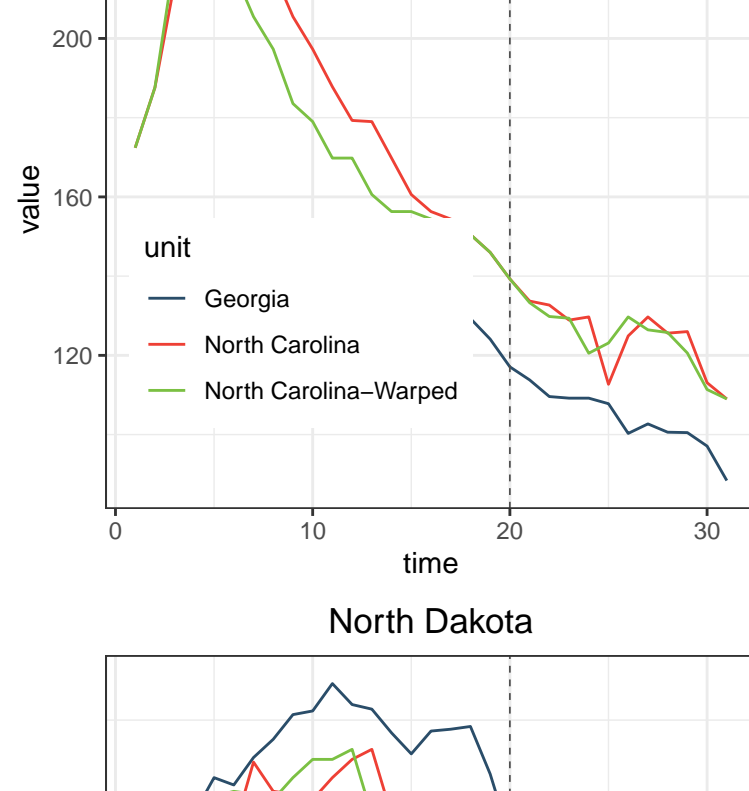 200
160
120
value
unit
Georgia
North Carolina
North Carolina−Warped
0 10 20 30
time
North Dakota